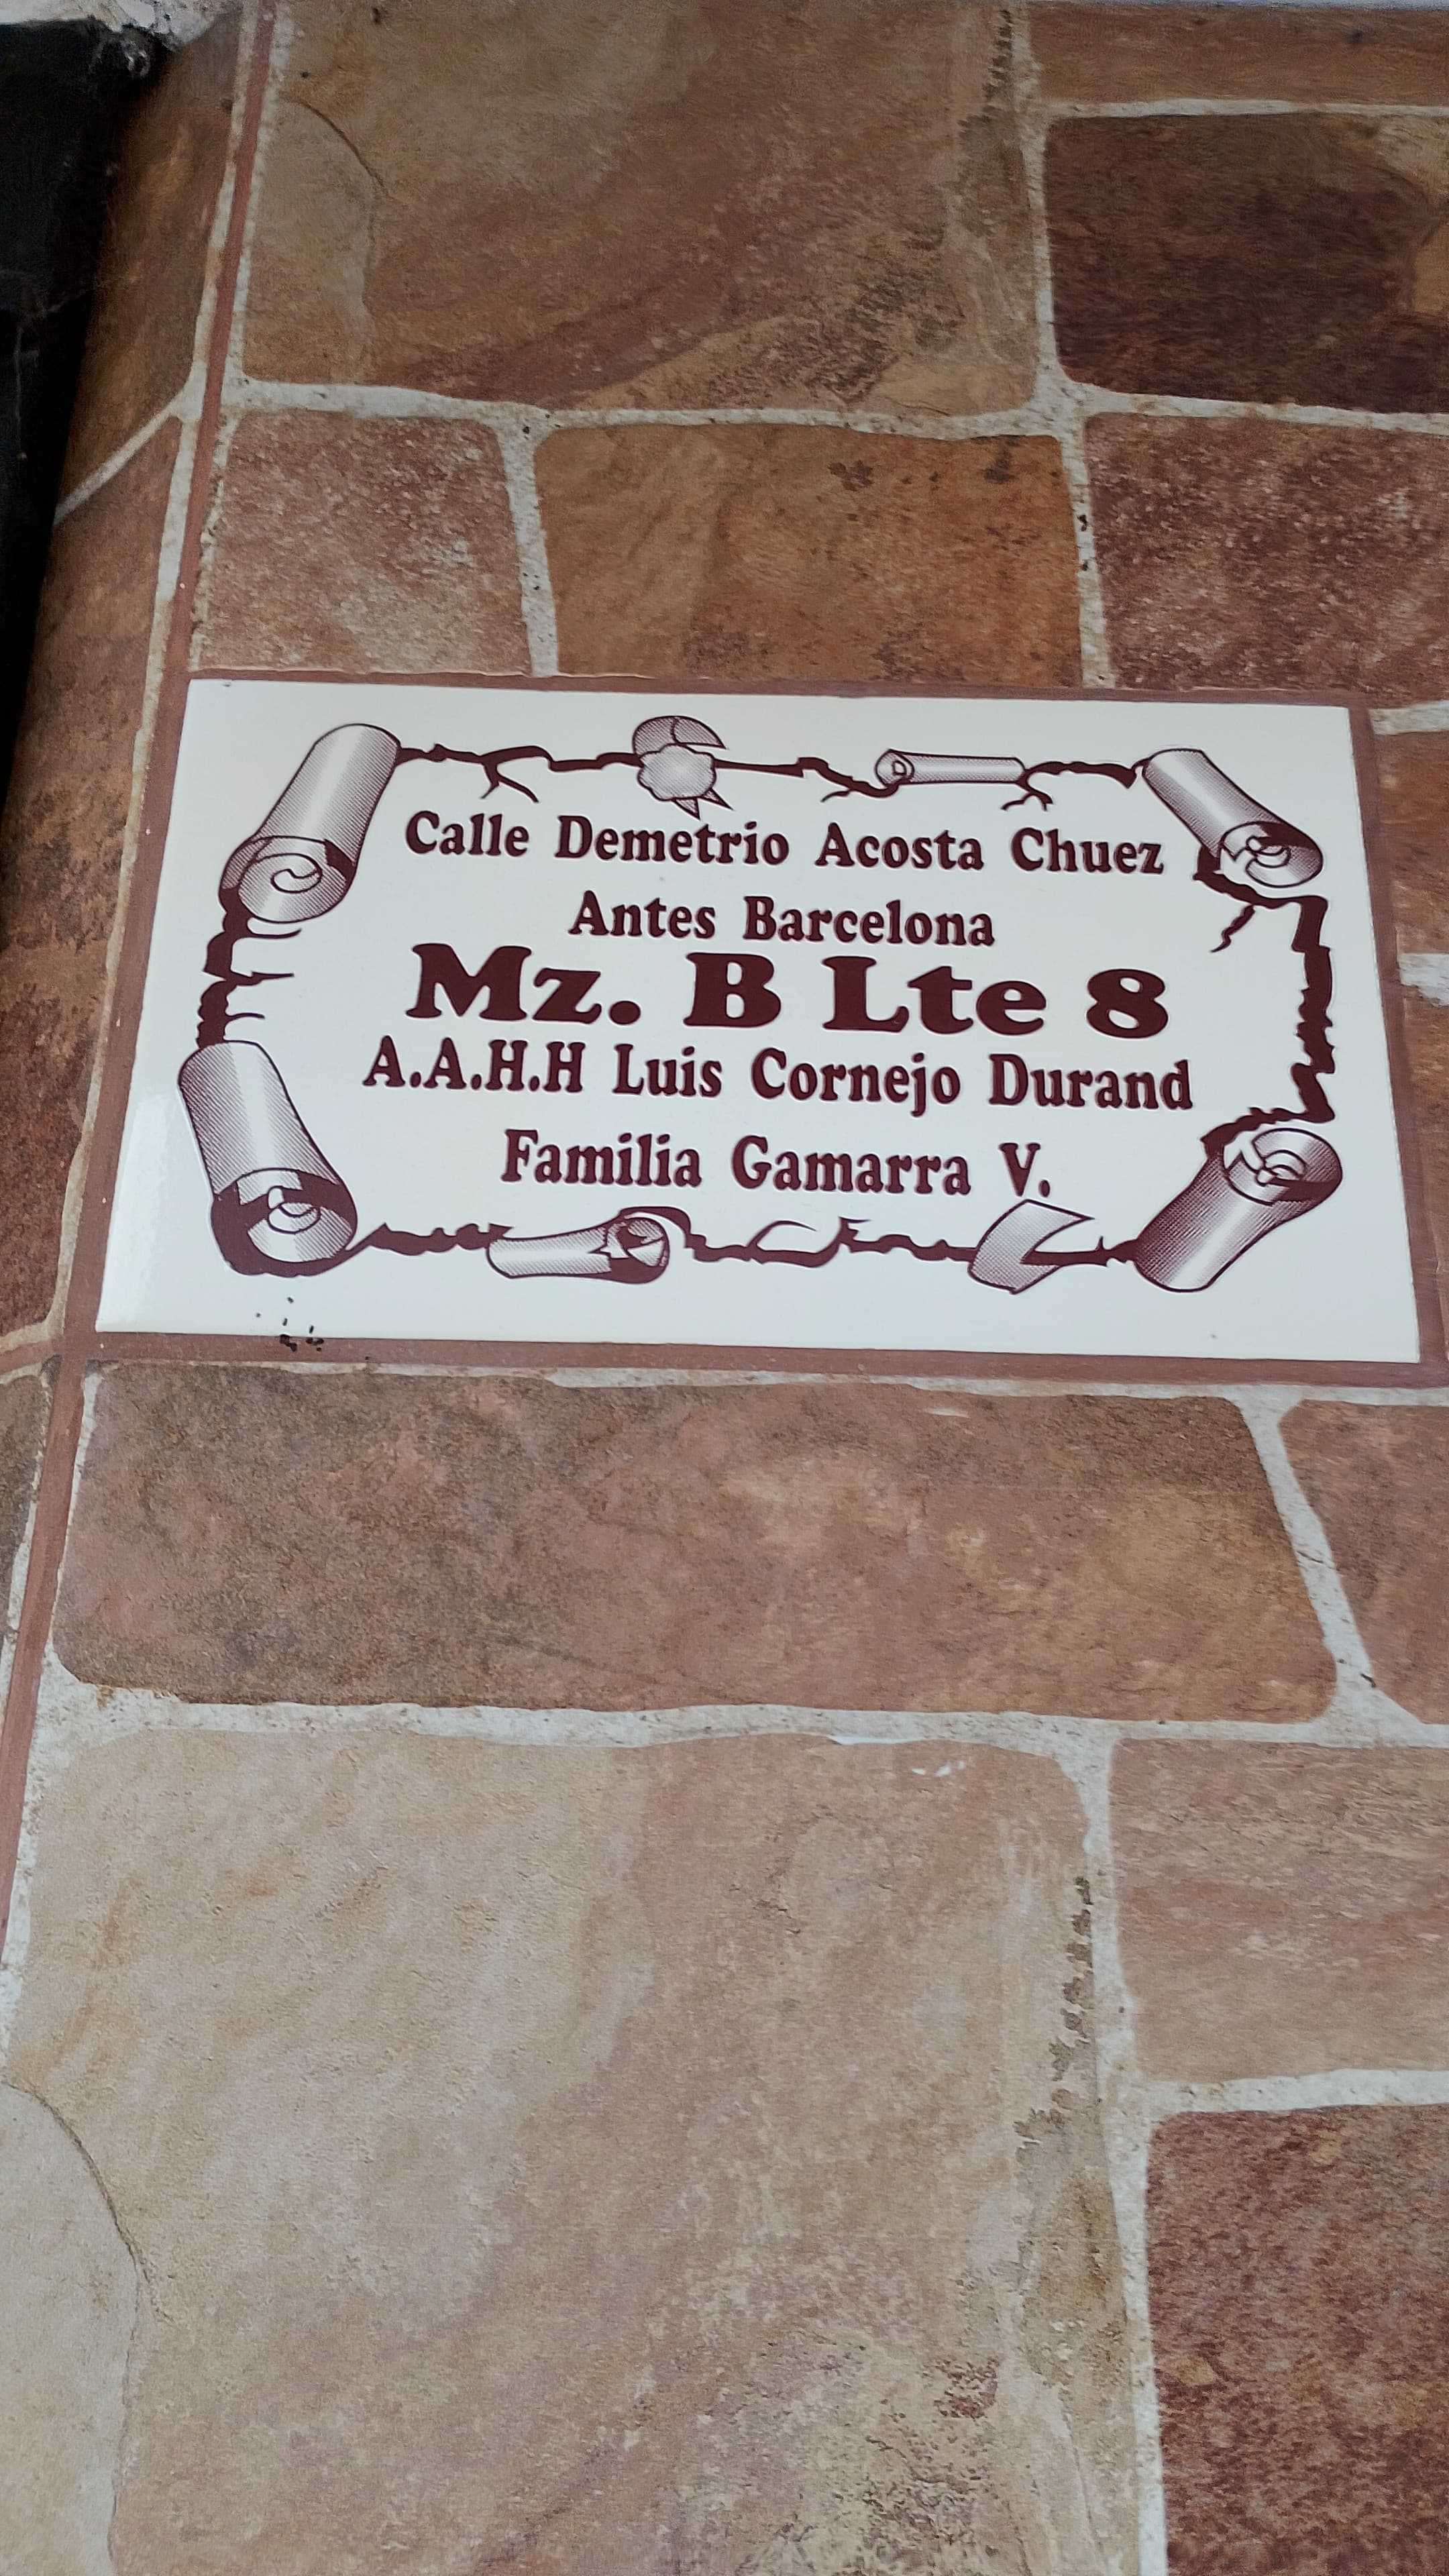 Calle Demetrio Acosta Chuez
Antes Barcelona
Mz. B Lte 8
A.A.H.H Luis Cornejo Durand
Familia Gamarra V.